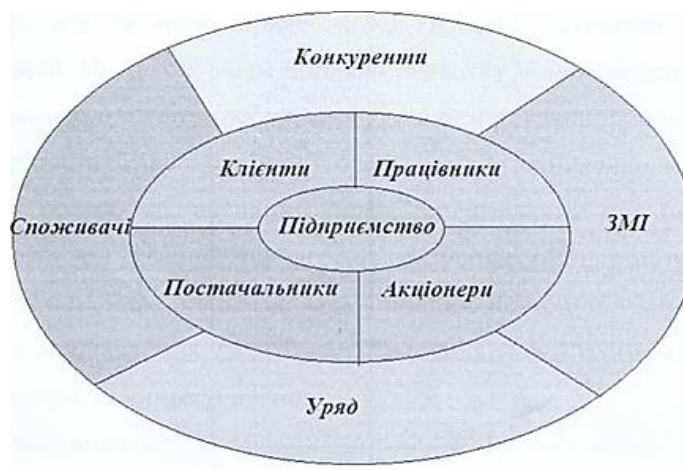 Конкуренти
Клієнти
Працівники
Споживачі
Підприємство
ЗМІ
Постачальники
Акціонери
Уряд